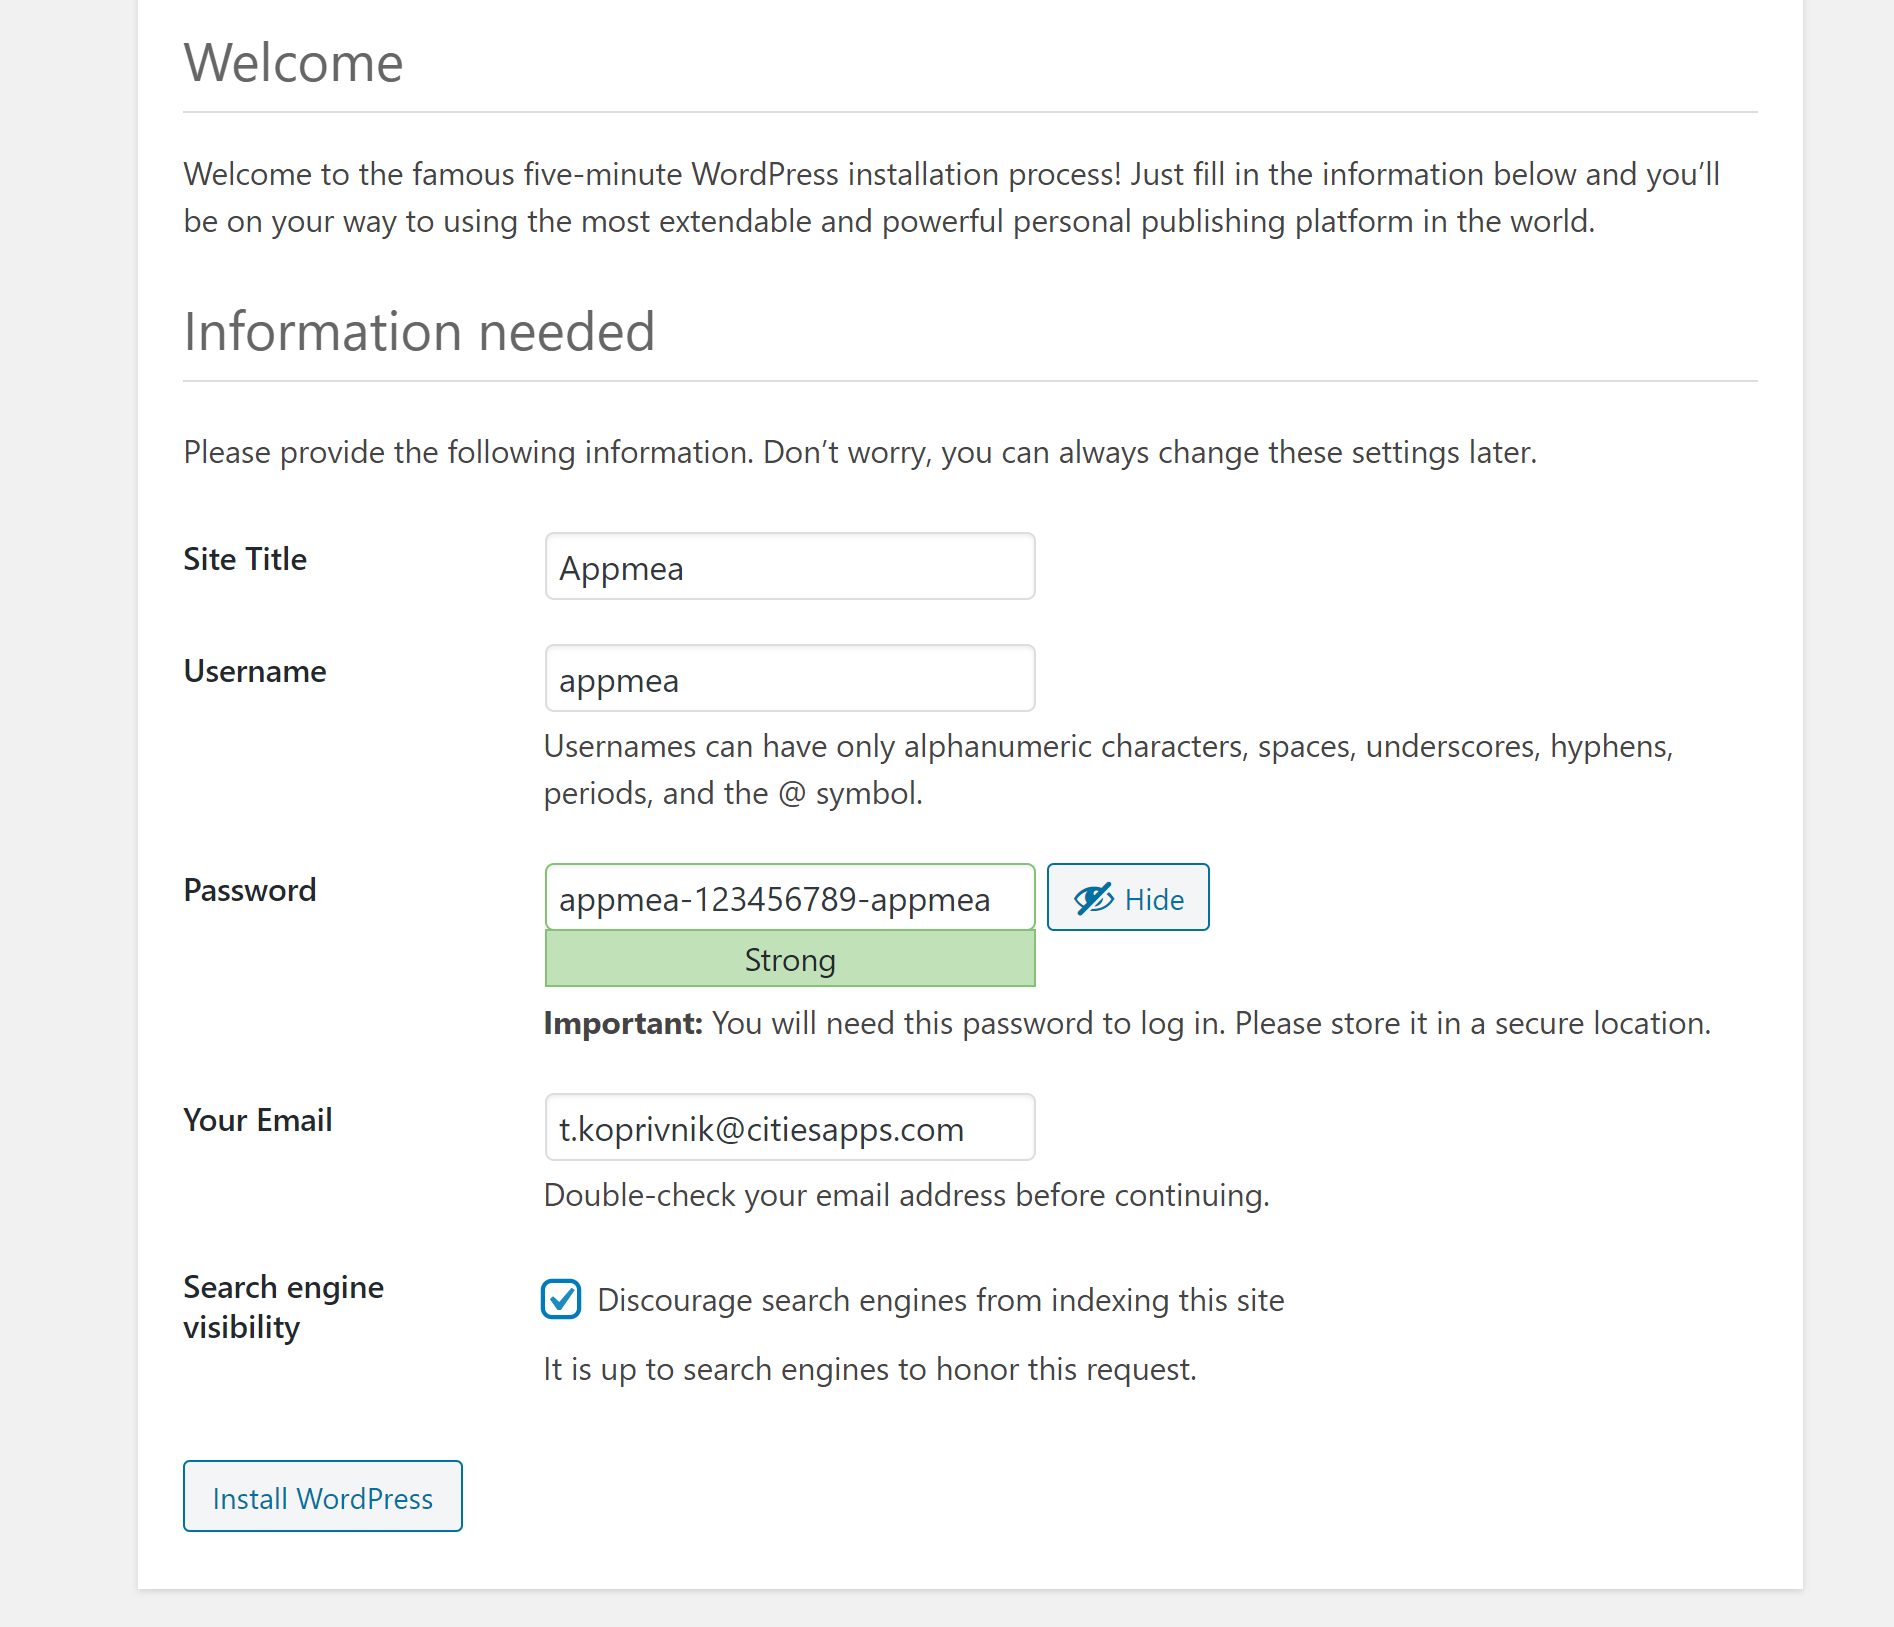 Welcome
Welcome to the famous five-minute WordPress installation process! Just fill in the information below and you’ll
be on your way to using the most extendable and powerful personal publishing platform in the world.
Information needed
Please provide the following information. Don’t worry, you can always change these settings later.
Site Title
Appmea
Username
appmea
Usernames can have only alphanumeric characters, spaces, underscores, hyphens,
periods, and the @ symbol.
Password
appmea-123456789-appmea
Hide
Strong
Important: You will need this password to log in. Please store it in a secure location.
Your Email
t.koprivnik@citiesapps.com
Double-check your email address before continuing.
Search engine
visibility
Discourage search engines from indexing this site
It is up to search engines to honor this request.
Install WordPress